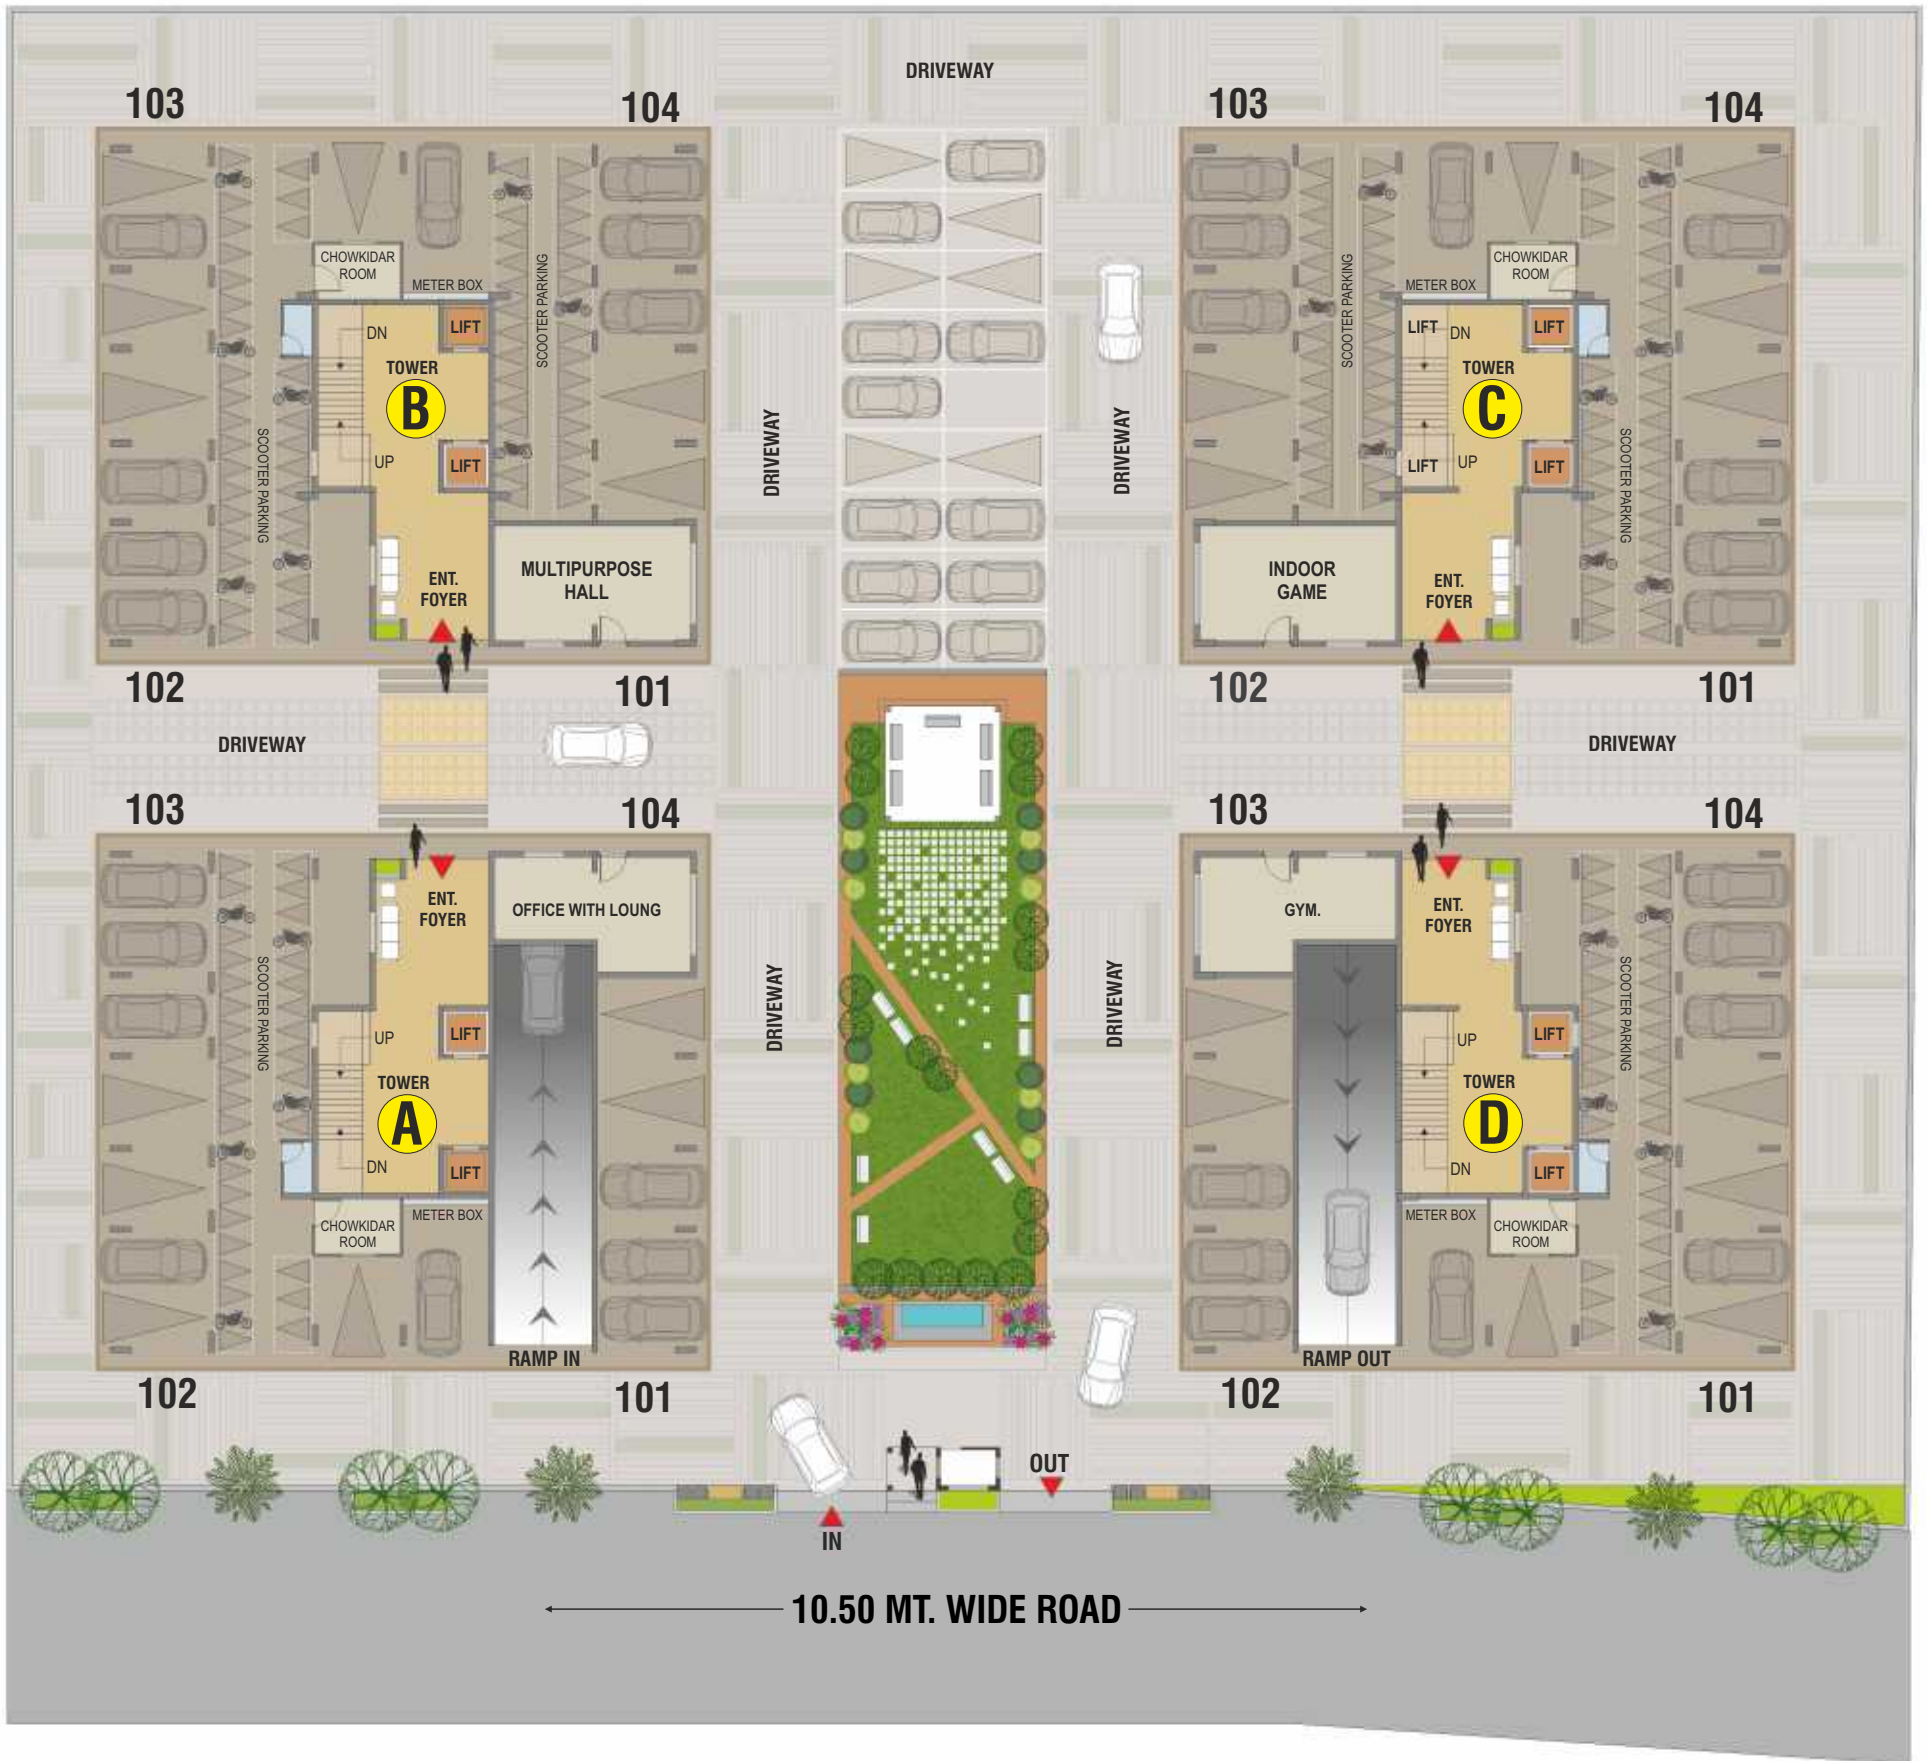 DRIVEWAY
103
104
103
104
CHOWKIDAR
ROOM
METER BOX
SCOOTER PARKING
LIFT
DN
TOWER
B
UP
LIFT
SCOOTER PARKING
ENT.
FOYER
MULTIPURPOSE
HALL
DRIVEWAY
DRIVEWAY
SCOOTER PARKING
METER BOX
CHOWKIDAR
ROOM
LIFT
DN
LIFT
TOWER
C
LIFT
UP
LIFT
SCOOTER PARKING
INDOOR
GAME
ENT.
FOYER
102
101
102
101
DRIVEWAY
DRIVEWAY
103
104
103
104
ENT.
FOYER
OFFICE WITH LOUNG
SCOOTER PARKING
UP
LIFT
TOWER
A
DN
LIFT
CHOWKIDAR
ROOM
METER BOX
RAMP IN
DRIVEWAY
DRIVEWAY
GYM.
ENT.
FOYER
SCOOTER PARKING
UP
LIFT
TOWER
D
DN
LIFT
METER BOX
CHOWKIDAR
ROOM
RAMP OUT
102
101
102
101
OUT
IN
10.50 MT. WIDE ROAD